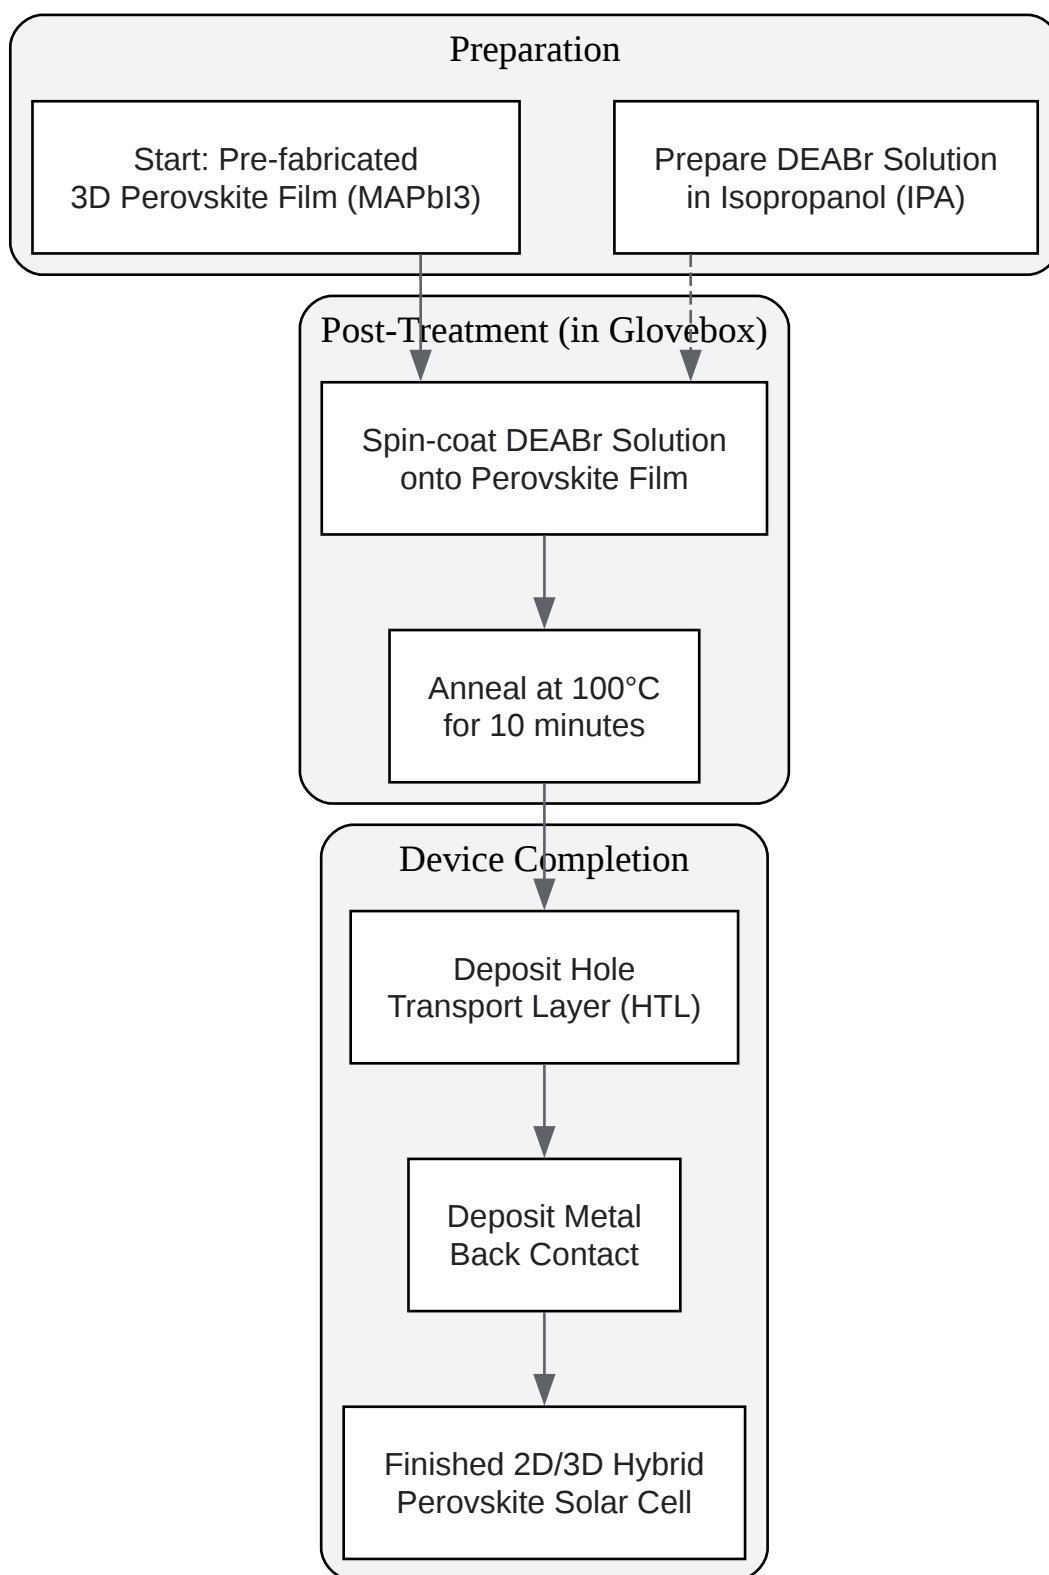 Preparation
Start: Pre-fabricated
3D Perovskite Film (MAPbI3)
Prepare DEABr Solution
in Isopropanol (IPA)
Post-Treatment (in Glovebox)
Spin-coat DEABr Solution
onto Perovskite Film
Anneal at 100°C
for 10 minutes
Device Completion
Deposit Hole
Transport Layer (HTL)
Deposit Metal
Back Contact
Finished 2D/3D Hybrid
Perovskite Solar Cell